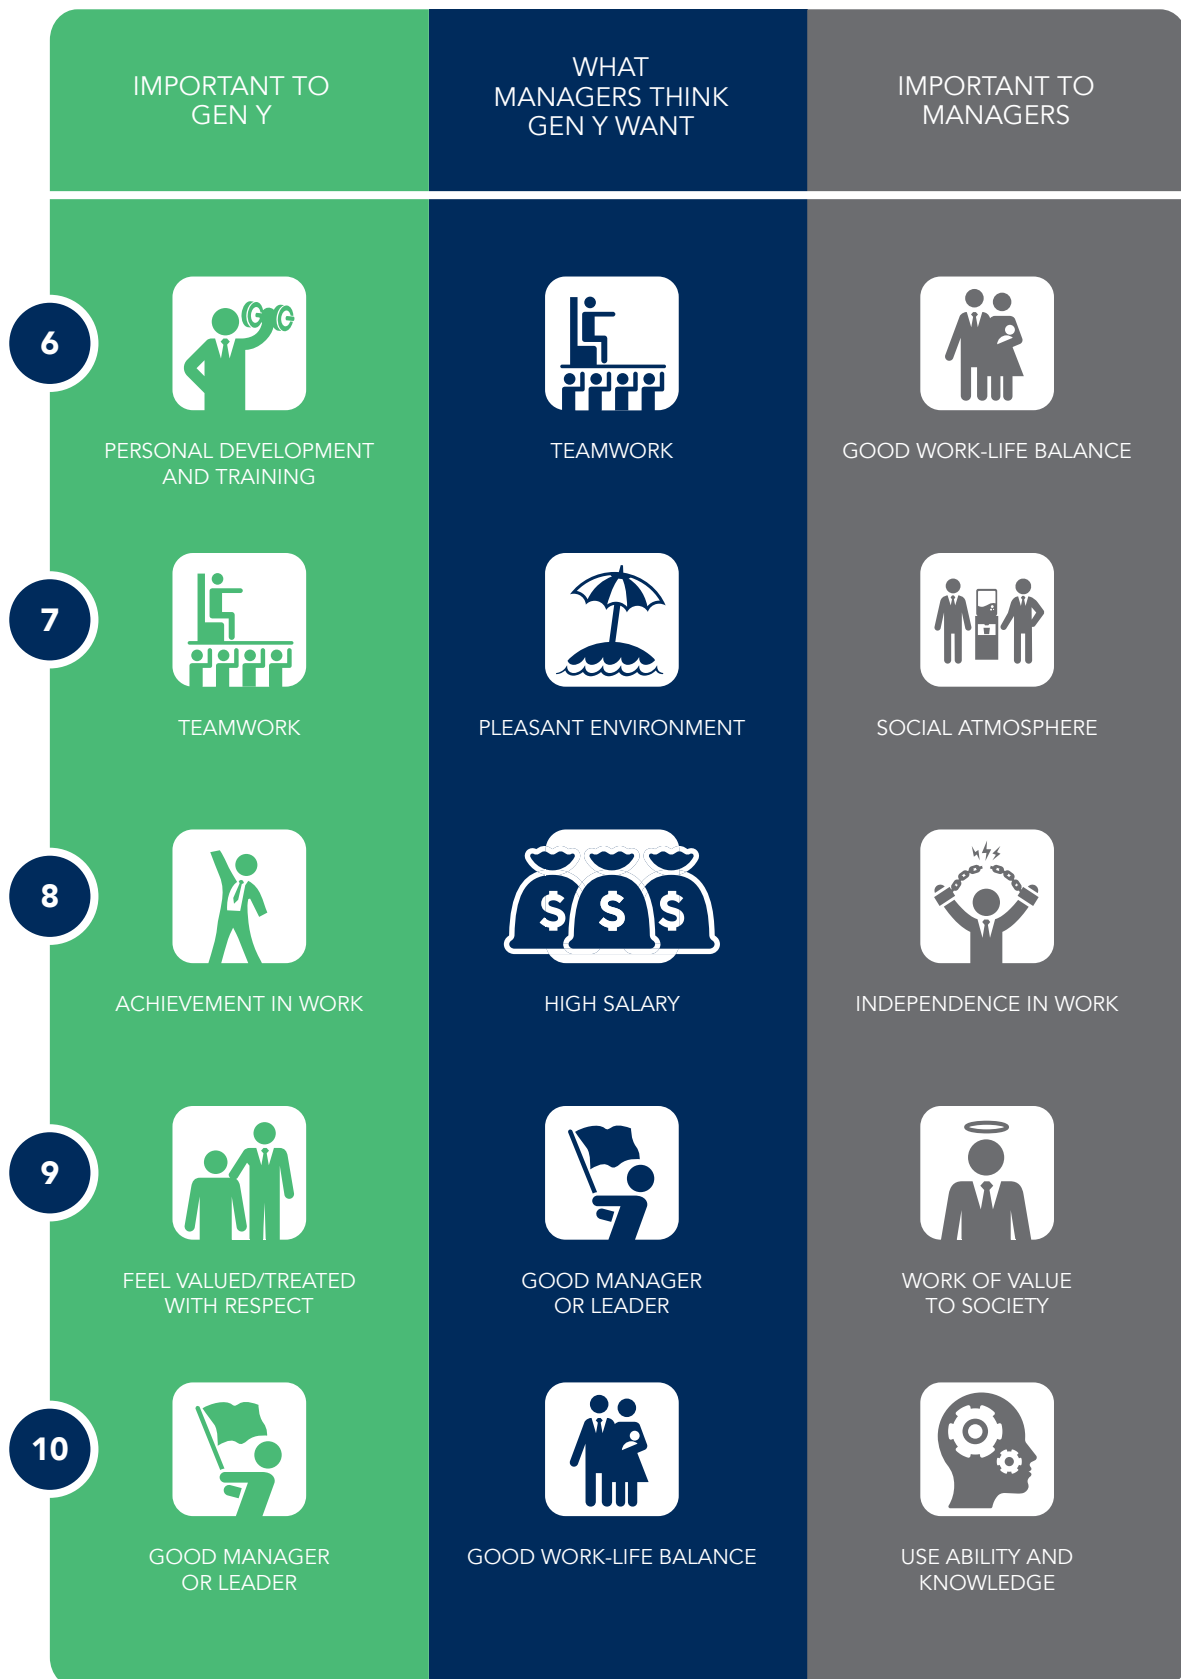 IMPORTANT TO
GEN Y
WHAT
MANAGERS THINK
GEN Y WANT
IMPORTANT TO
MANAGERS
6
PERSONAL DEVELOPMENT
AND TRAINING
TEAMWORK
GOOD WORK-LIFE BALANCE
7
TEAMWORK
PLEASANT ENVIRONMENT
SOCIAL ATMOSPHERE
8
$ $ $
ACHIEVEMENT IN WORK
HIGH SALARY
INDEPENDENCE IN WORK
9
FEEL VALUED/TREATED
WITH RESPECT
GOOD MANAGER
OR LEADER
WORK OF VALUE
TO SOCIETY
10
GOOD MANAGER
OR LEADER
GOOD WORK-LIFE BALANCE
USE ABILITY AND
KNOWLEDGE